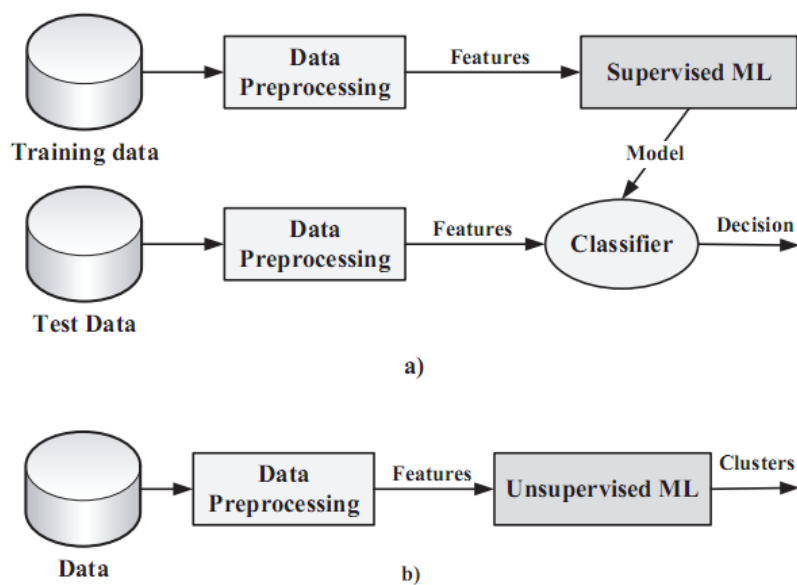 Data
Preprocessing
Features
Supervised ML
Training data
Model
Data
Preprocessing
Features
Classifier
Decision
Test Data
a)
Data
Preprocessing
Features
Unsupervised ML
Clusters
Data
b)